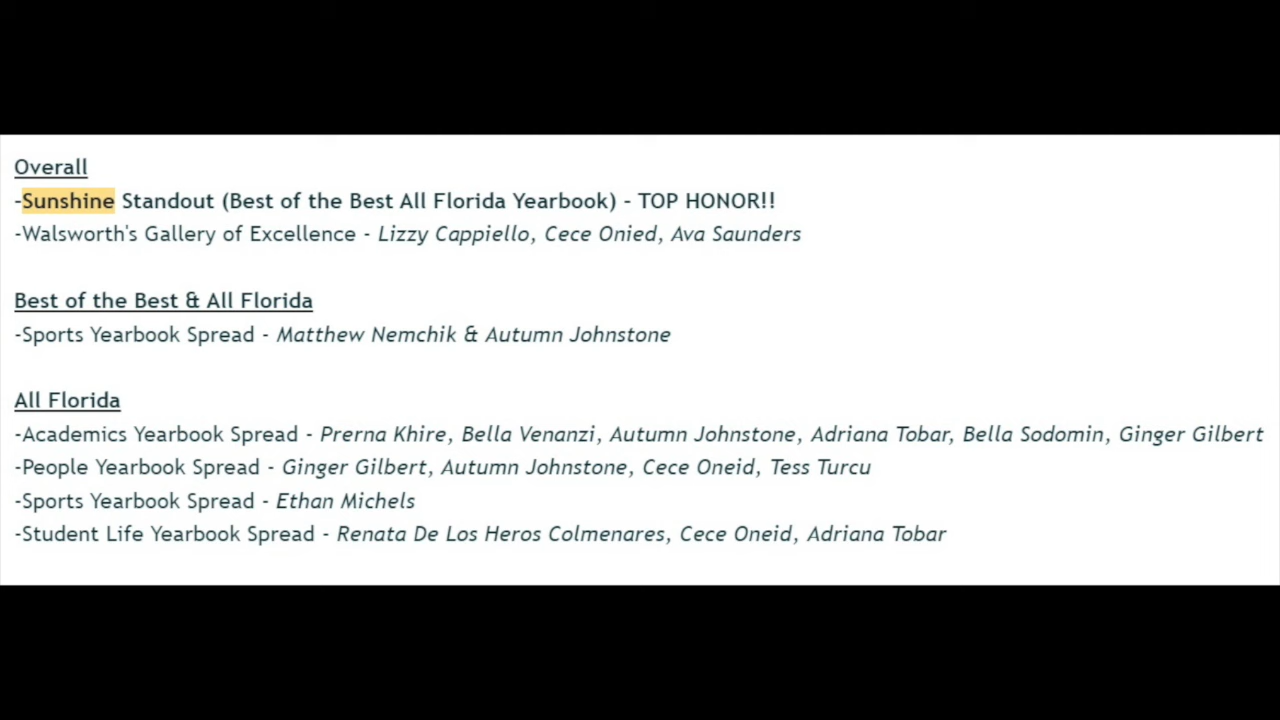 Overall
-Sunshine Standout (Best of the Best All Florida Yearbook) - TOP HONOR!!
-Walsworth's Gallery of Excellence - Lizzy Cappiello, Cece Onied, Ava Saunders
Best of the Best & All Florida
-Sports Yearbook Spread - Matthew Nemchik & Autumn Johnstone
All Florida
-Academics Yearbook Spread - Prerna Khire, Bella Venanzi, Autumn Johnstone, Adriana Tobar, Bella Sodomin, Ginger Gilbert
-People Yearbook Spread - Ginger Gilbert, Autumn Johnstone, Cece Oneid, Tess Turcu
-Sports Yearbook Spread - Ethan Michels
-Student Life Yearbook Spread - Renata De Los Heros Colmenares, Cece Oneid, Adriana Tobar